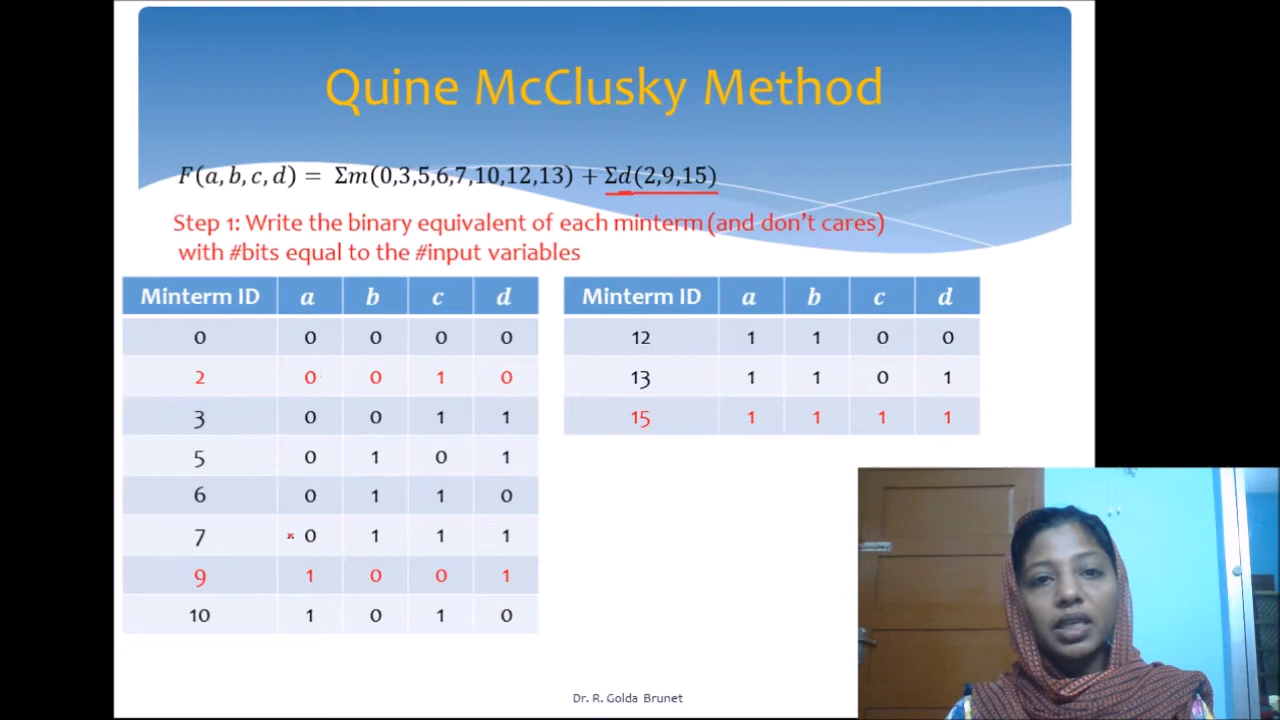 Quine McClusky Method
F(a, b, c, d) = Σm(0,3,5,6,7,10,12,13) + Σd(2,9,15)
Step 1: Write the binary equivalent of each minterm (and don't cares)
with #bits equal to the #input variables
Minterm ID a b c d
0 0 0 0 0
2 0 0 1 0
3 0 0 1 1
5 0 1 0 1
6 0 1 1 0
7 0 1 1 1
9 1 0 0 1
10 1 0 1 0
Minterm ID a b c d
12 1 1 0 0
13 1 1 0 1
15 1 1 1 1
Dr. R. Golda Brunet